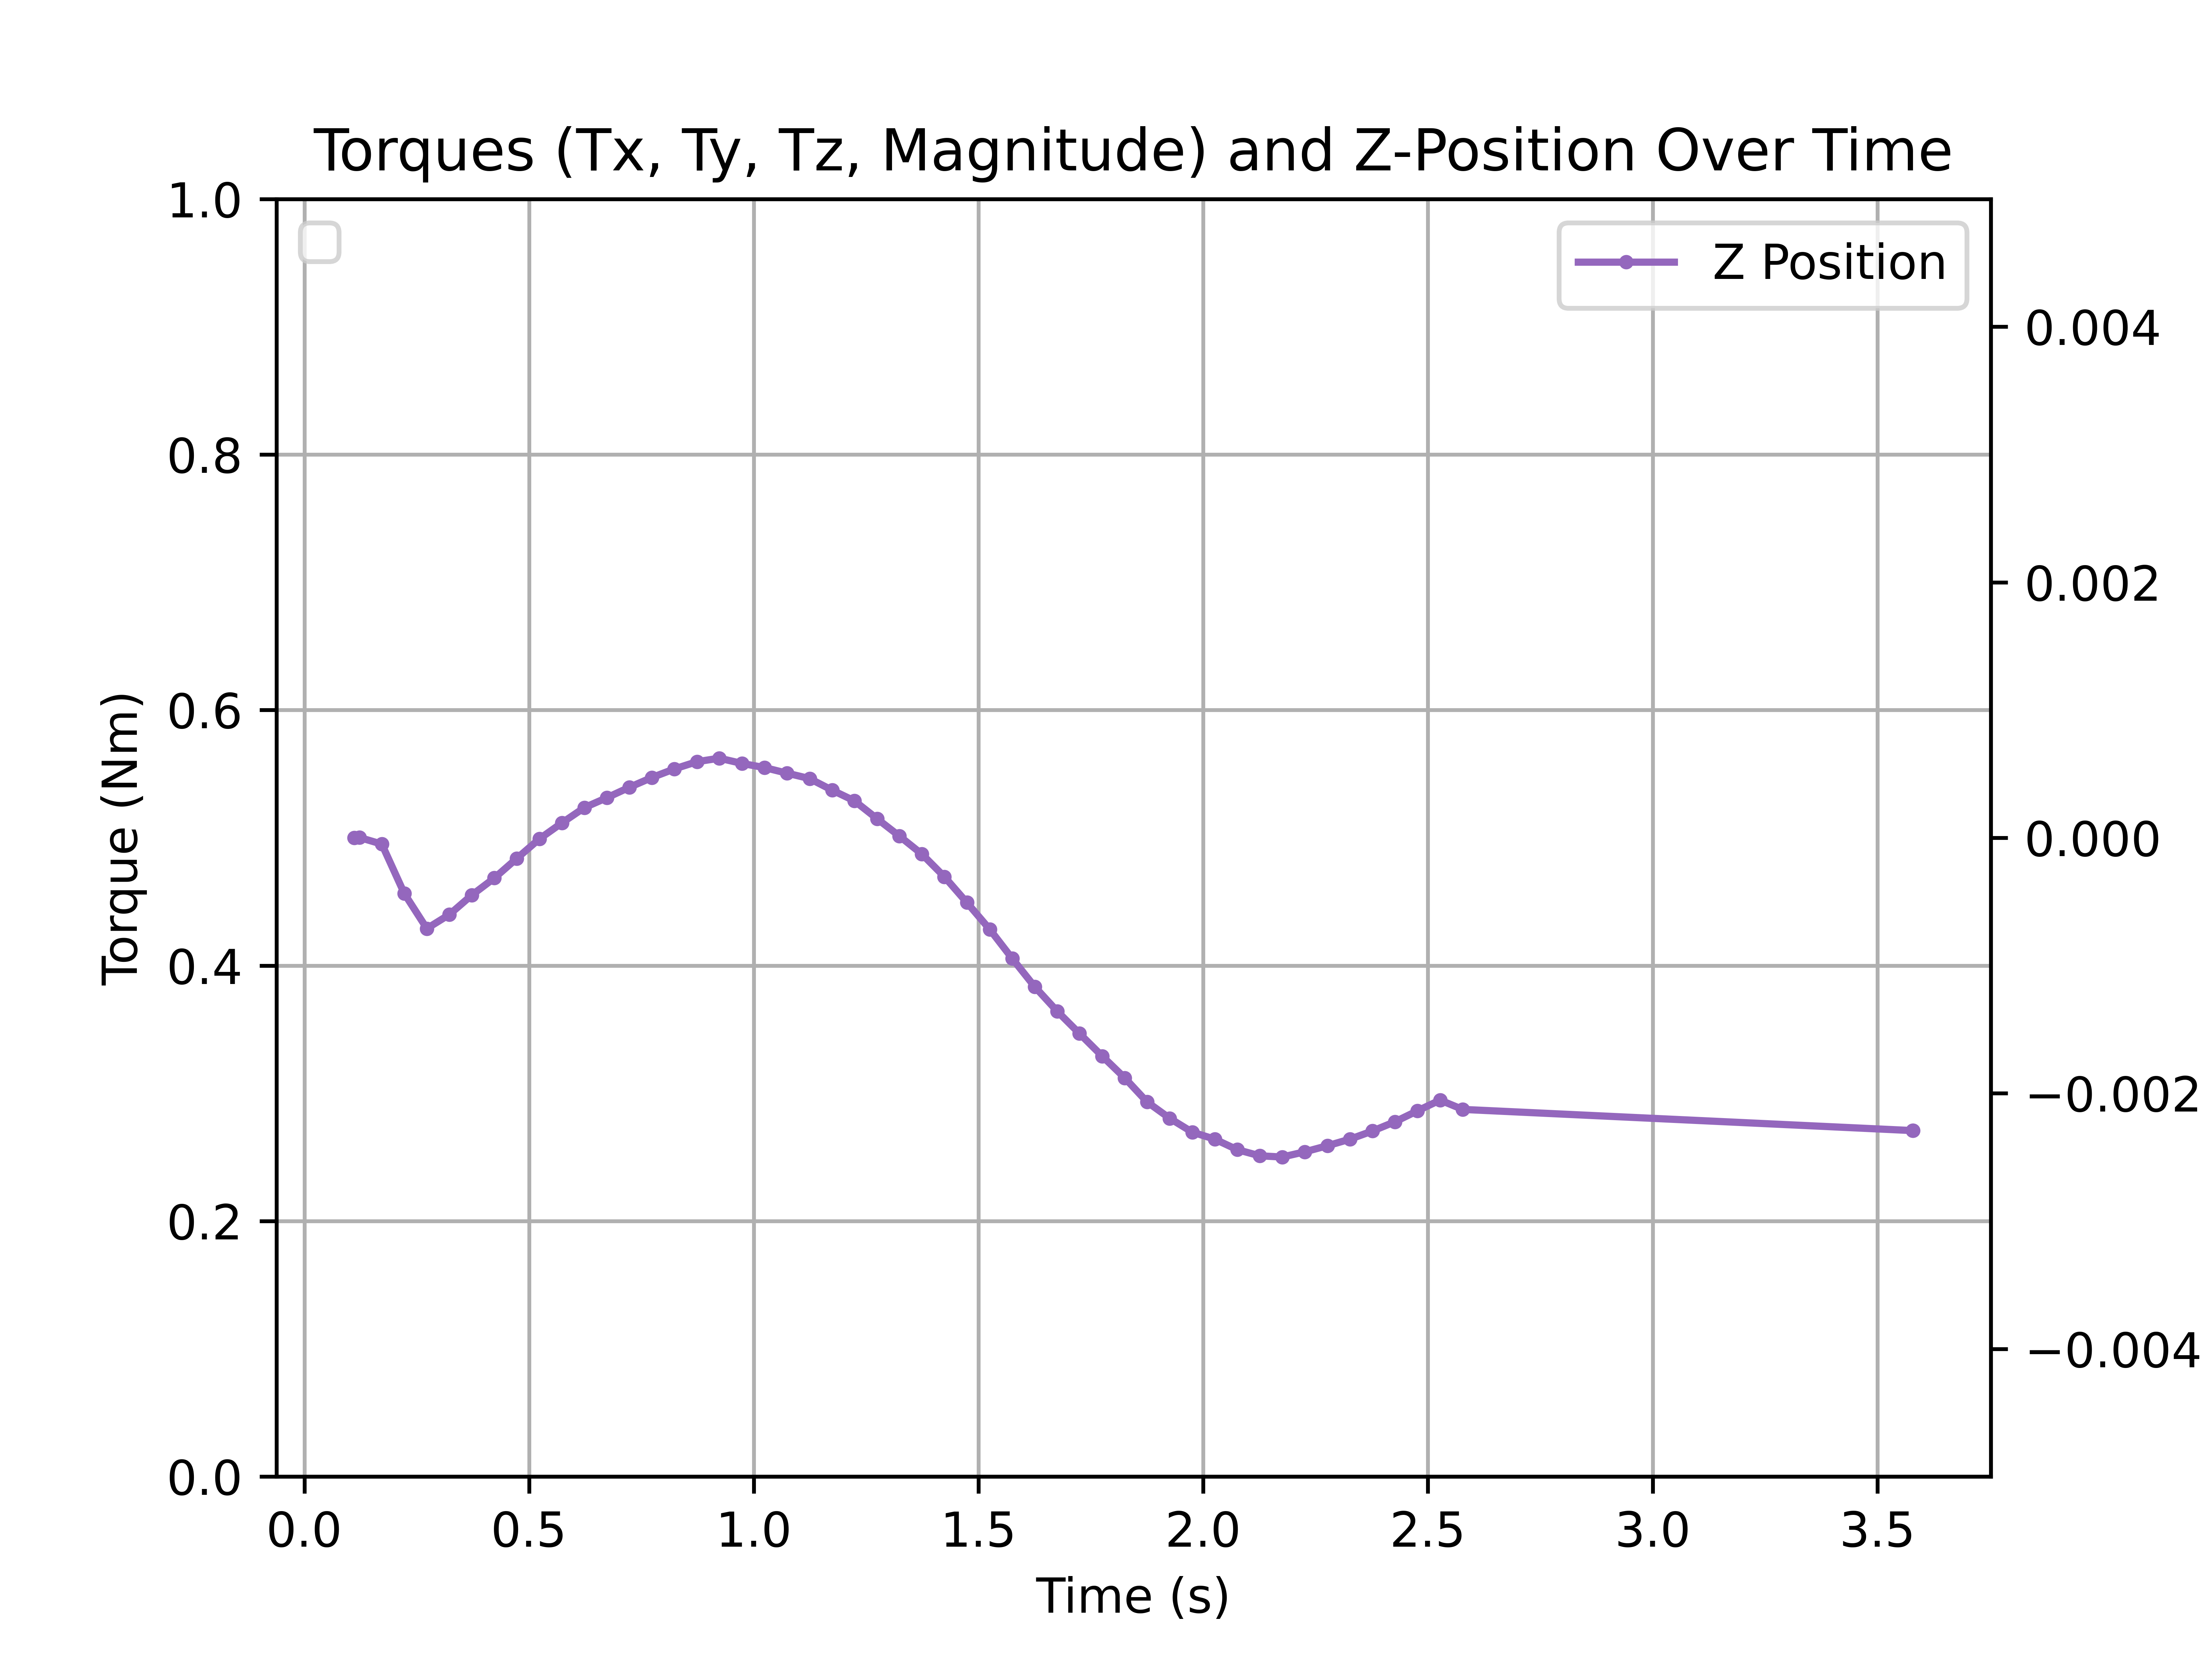 Torques (Tx, Ty, Tz, Magnitude) and Z-Position Over Time
Z Position
Torque (Nm)
1.0
0.8
0.6
0.4
0.2
0.0
0.004
0.002
0.000
−0.002
−0.004
0.0 0.5 1.0 1.5 2.0 2.5 3.0 3.5
Time (s)